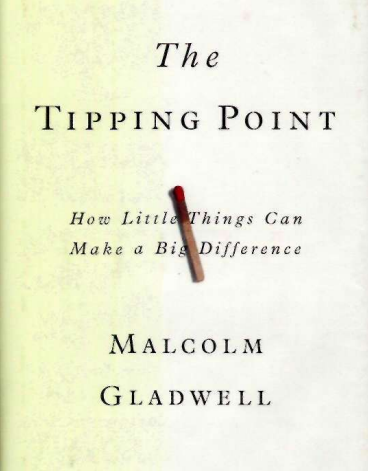 The
TIPPING POINT
How Little Things Can
Make a Big Difference
MALCOLM
GLADWELL